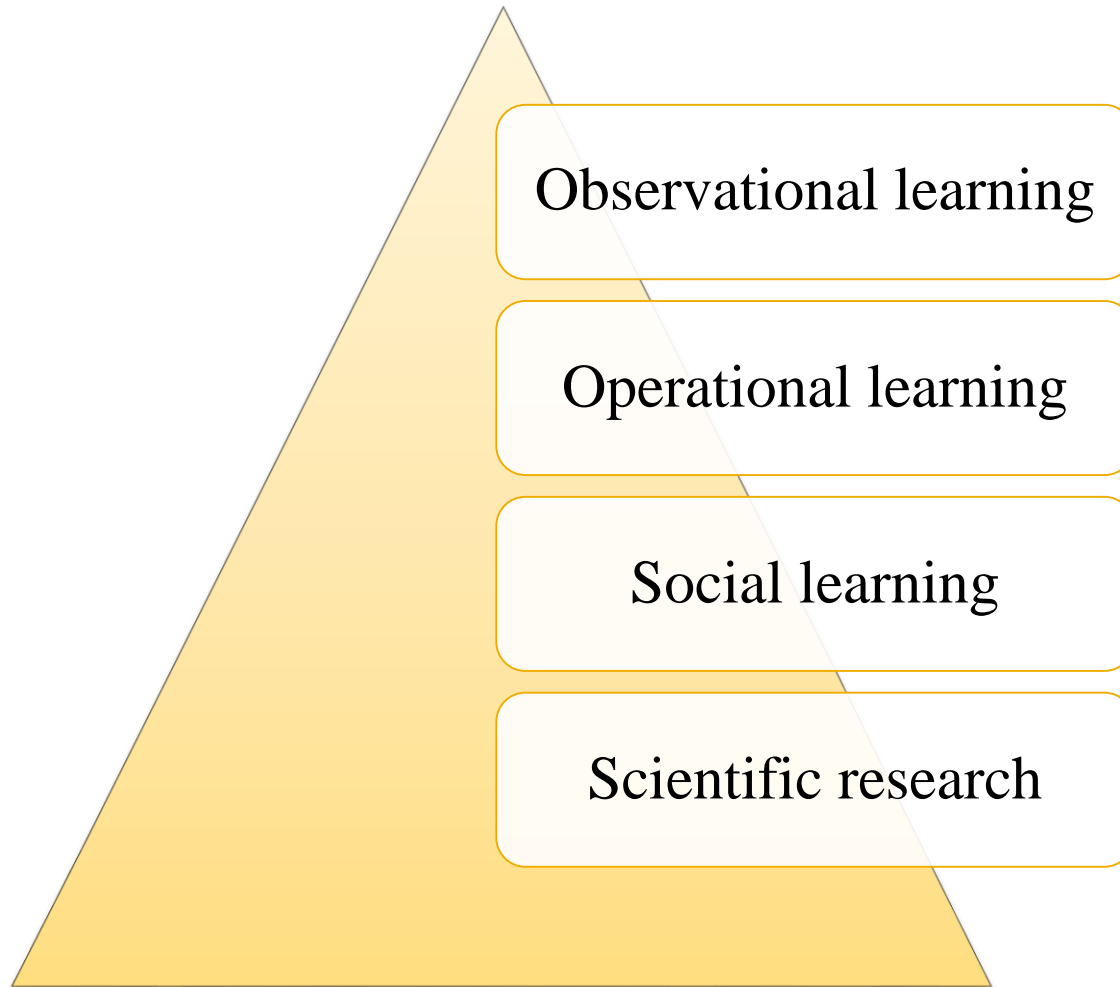 Observational learning
Operational learning
Social learning
Scientific research